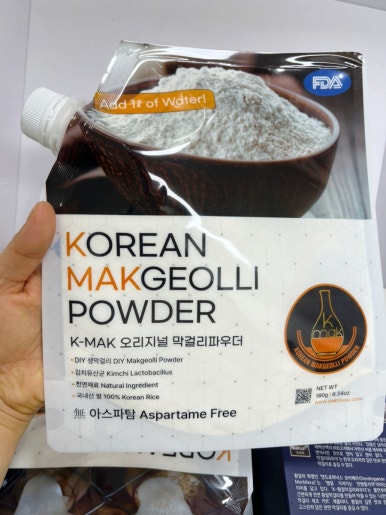 FDA
Add 1ℓ of Water!
KOREAN
MAKGEOLLI
POWDER
K-MAK 오리지널 막걸리파우더
• DIY 생막걸리 DIY Makgeolli Powder
• 김치유산균 Kimchi Lactobacillus
• 천연재료 Natural Ingredient
• 국내산 쌀 100% Korean Rice
無 아스파탐 Aspartame Free
k
mak
KOREAN MAKGEOLLI POWDER
NET WT
180g · 6.34oz
KOREAN